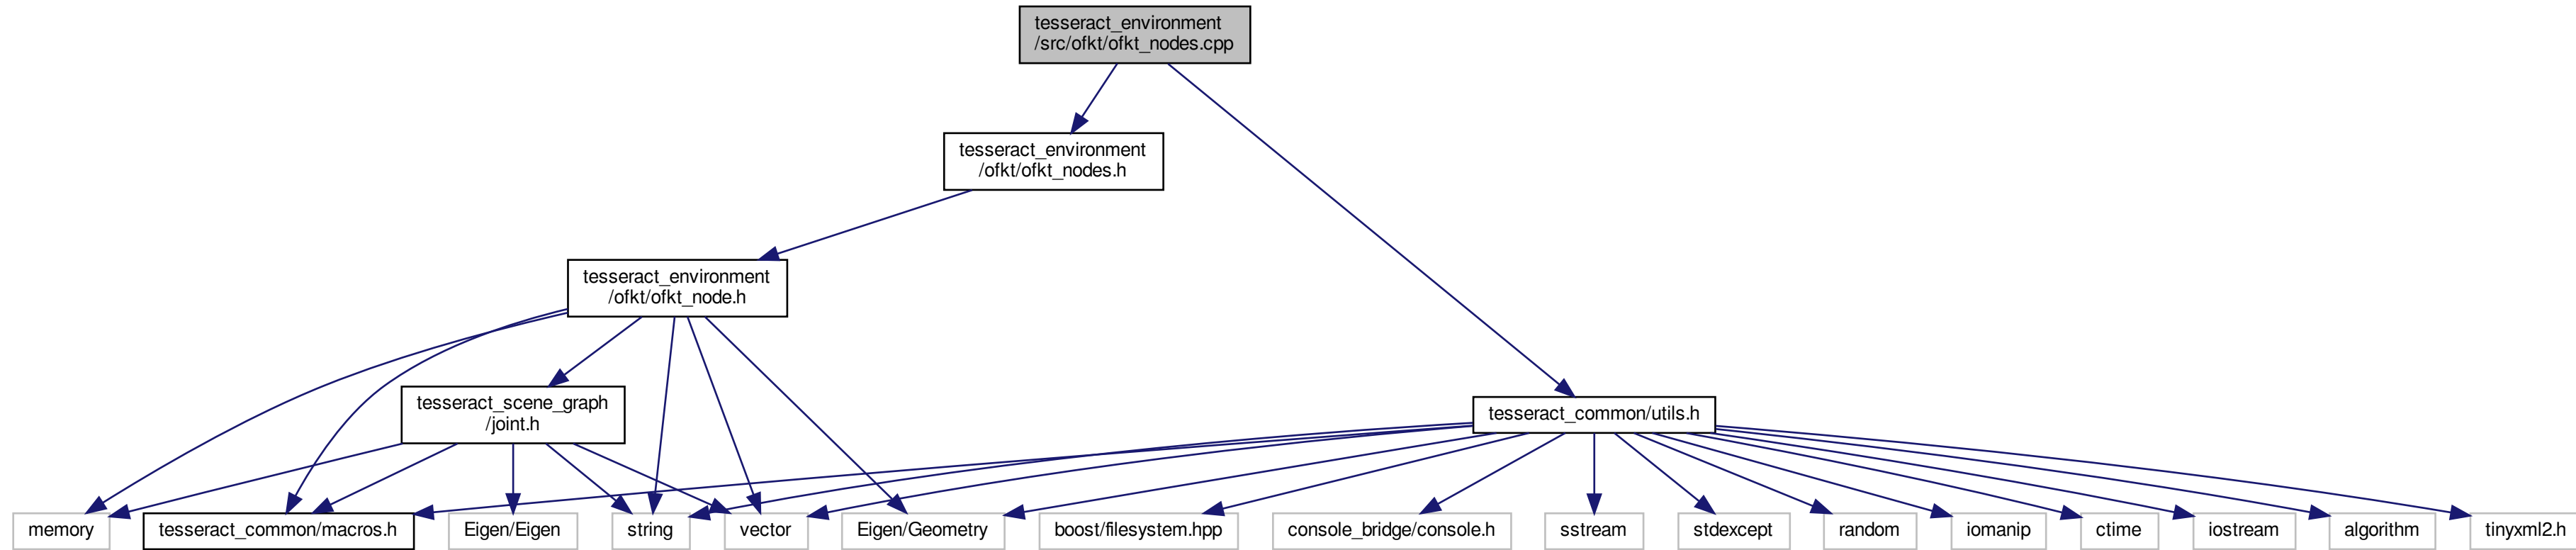 tesseract_environment
/src/ofkt/ofkt_nodes.cpp
tesseract_environment
/ofkt/ofkt_nodes.h
tesseract_environment
/ofkt/ofkt_node.h
tesseract_scene_graph
/joint.h
tesseract_common/utils.h
memory
tesseract_common/macros.h
Eigen/Eigen
string
vector
Eigen/Geometry
boost/filesystem.hpp
console_bridge/console.h
sstream
stdexcept
random
iomanip
ctime
iostream
algorithm
tinyxml2.h